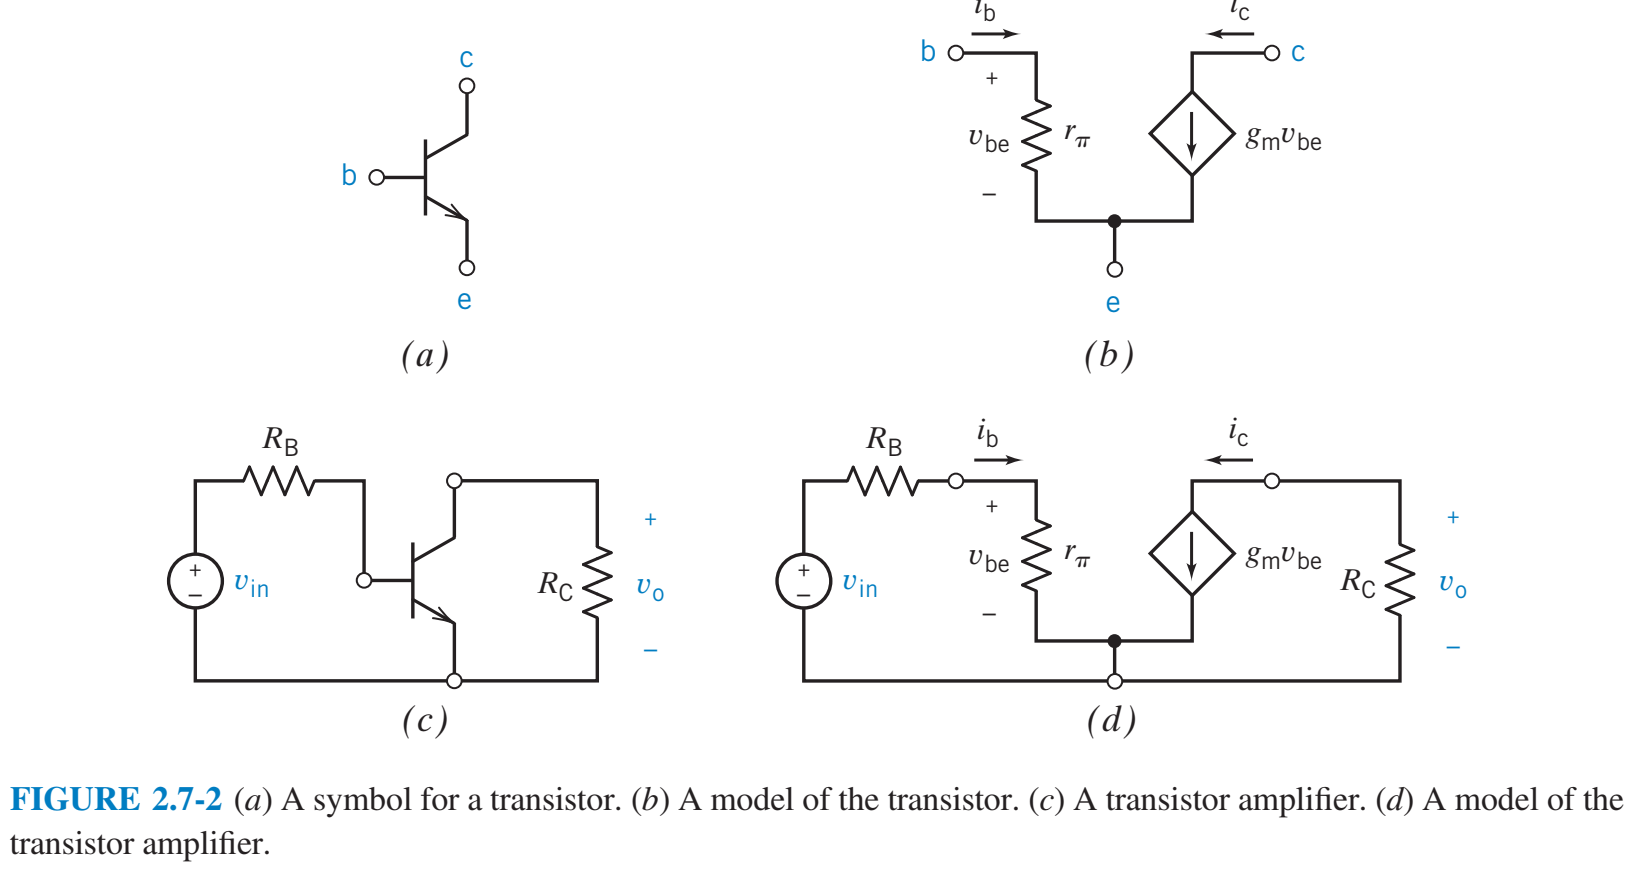 c
b
e
(a)
i_b
i_c
b
c
+
v_be
r_π
g_m v_be
−
e
(b)
R_B
+
−
v_in
R_C
+
v_o
−
(c)
R_B
i_b
i_c
+
−
v_in
+
v_be
−
r_π
g_m v_be
R_C
+
v_o
−
(d)
FIGURE 2.7-2 (a) A symbol for a transistor. (b) A model of the transistor. (c) A transistor amplifier. (d) A model of the
transistor amplifier.